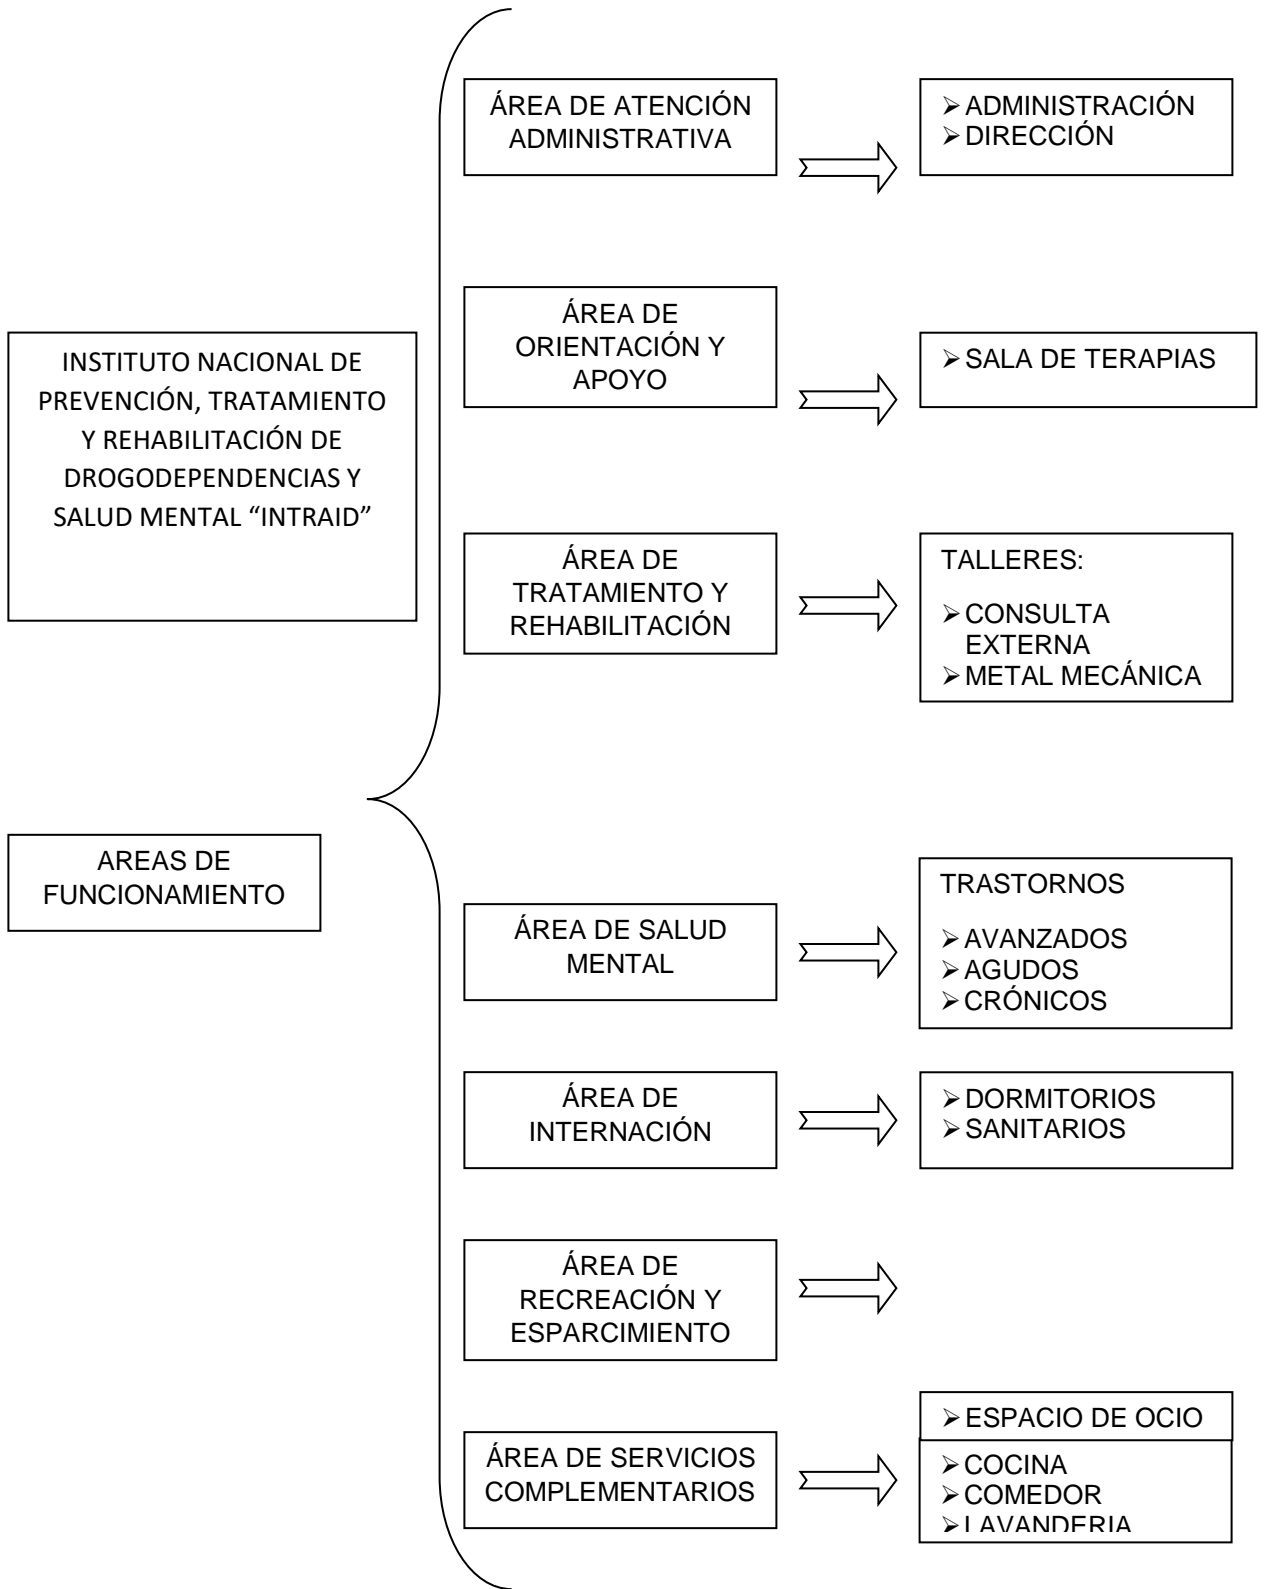 INSTITUTO NACIONAL DE
PREVENCIÓN, TRATAMIENTO
Y REHABILITACIÓN DE
DROGODEPENDENCIAS Y
SALUD MENTAL “INTRAID”
AREAS DE
FUNCIONAMIENTO
ÁREA DE ATENCIÓN
ADMINISTRATIVA
➢ADMINISTRACIÓN
➢DIRECCIÓN
ÁREA DE
ORIENTACIÓN Y
APOYO
➢SALA DE TERAPIAS
ÁREA DE
TRATAMIENTO Y
REHABILITACIÓN
TALLERES:
➢CONSULTA
EXTERNA
➢METAL MECÁNICA
ÁREA DE SALUD
MENTAL
TRASTORNOS
➢AVANZADOS
➢AGUDOS
➢CRÓNICOS
ÁREA DE
INTERNACIÓN
➢DORMITORIOS
➢SANITARIOS
ÁREA DE
RECREACIÓN Y
ESPARCIMIENTO
➢ESPACIO DE OCIO
ÁREA DE SERVICIOS
COMPLEMENTARIOS
➢COCINA
➢COMEDOR
➢LAVANDERIA